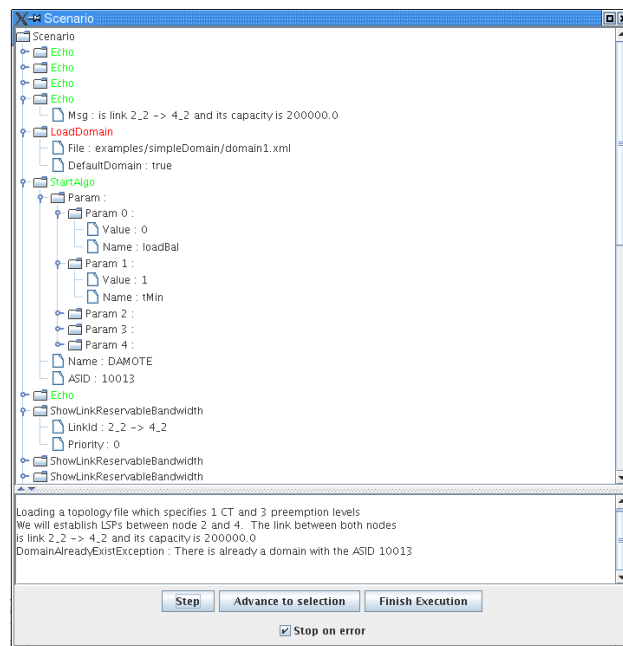 Scenario
Scenario
Echo
Echo
Echo
Echo
Msg : is link 2_2 -> 4_2 and its capacity is 200000.0
LoadDomain
File : examples/simpleDomain/domain1.xml
DefaultDomain : true
StartAlgo
Param :
Param 0 :
Value : 0
Name : loadBal
Param 1 :
Value : 1
Name : tMin
Param 2 :
Param 3 :
Param 4 :
Name : DAMOTE
ASID : 10013
Echo
ShowLinkReservableBandwidth
LinkId : 2_2 -> 4_2
Priority : 0
ShowLinkReservableBandwidth
ShowLinkReservableBandwidth
Loading a topology file which specifies 1 CT and 3 preemption levels
We will establish LSPs between node 2 and 4. The link between both nodes
is link 2_2 -> 4_2 and its capacity is 200000.0
DomainAlreadyExistException : There is already a domain with the ASID 10013
Step Advance to selection Finish Execution
Stop on error